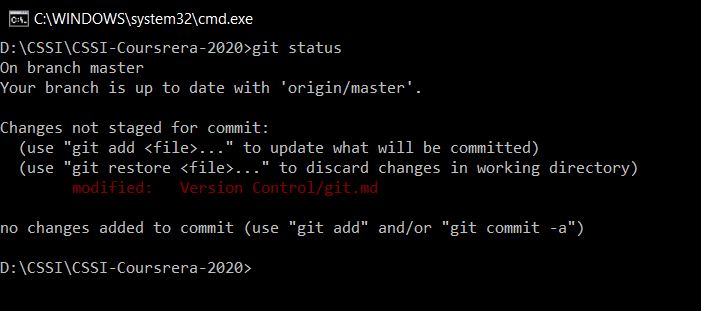 C:\WINDOWS\system32\cmd.exe
D:\CSSI\CSSI-Coursrera-2020>git status
On branch master
Your branch is up to date with 'origin/master'.
Changes not staged for commit:
(use "git add <file>..." to update what will be committed)
(use "git restore <file>..." to discard changes in working directory)
modified: Version Control/git.md
no changes added to commit (use "git add" and/or "git commit -a")
D:\CSSI\CSSI-Coursrera-2020>